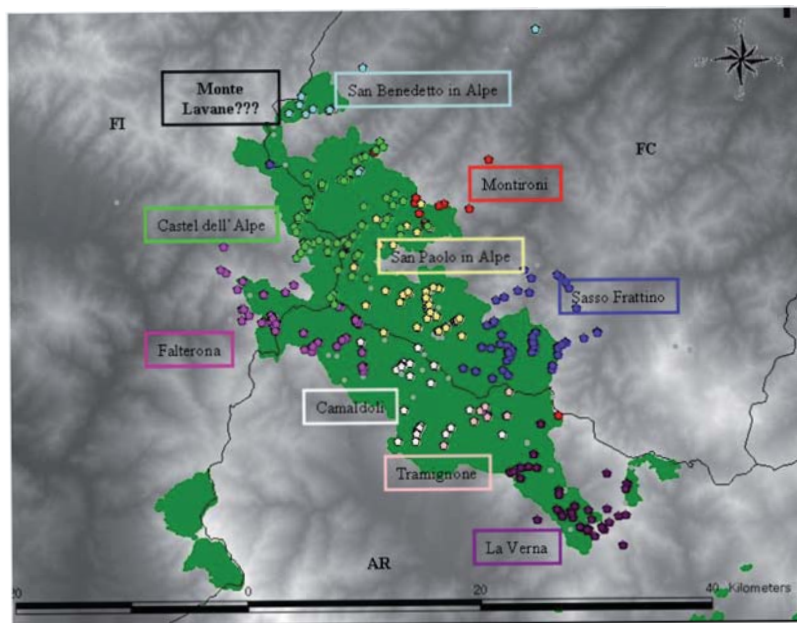 Monte
Lavane???
San Benedetto in Alpe
FI
FC
Montironi
Castel dell'Alpe
San Paolo in Alpe
Sasso Frattino
Falterona
Camaldoli
Tramignone
La Verna
AR
20 0 20 40 Kilometers